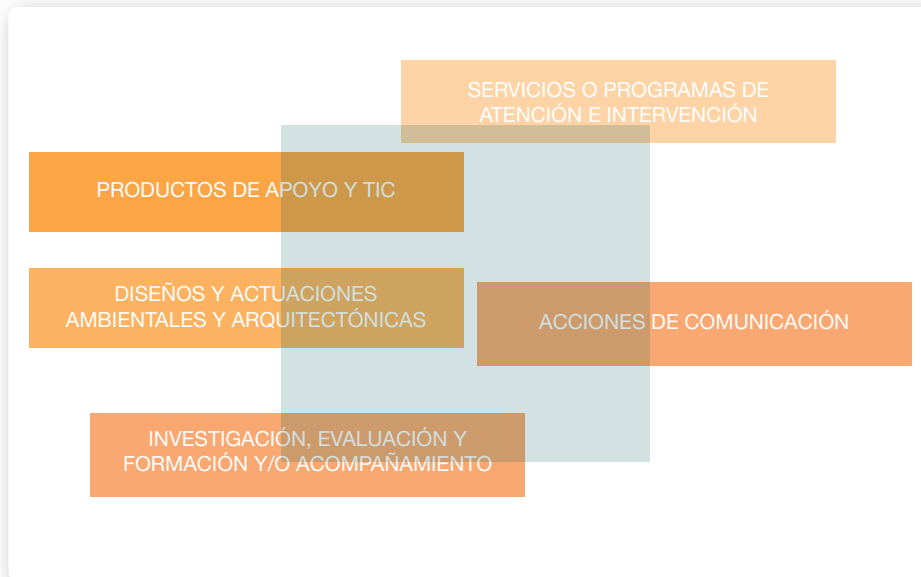 SERVICIOS O PROGRAMAS DE
ATENCIÓN E INTERVENCIÓN
PRODUCTOS DE APOYO Y TIC
DISEÑOS Y ACTUACIONES
AMBIENTALES Y ARQUITECTÓNICAS
ACCIONES DE COMUNICACIÓN
INVESTIGACIÓN, EVALUACIÓN Y
FORMACIÓN Y/O ACOMPAÑAMIENTO